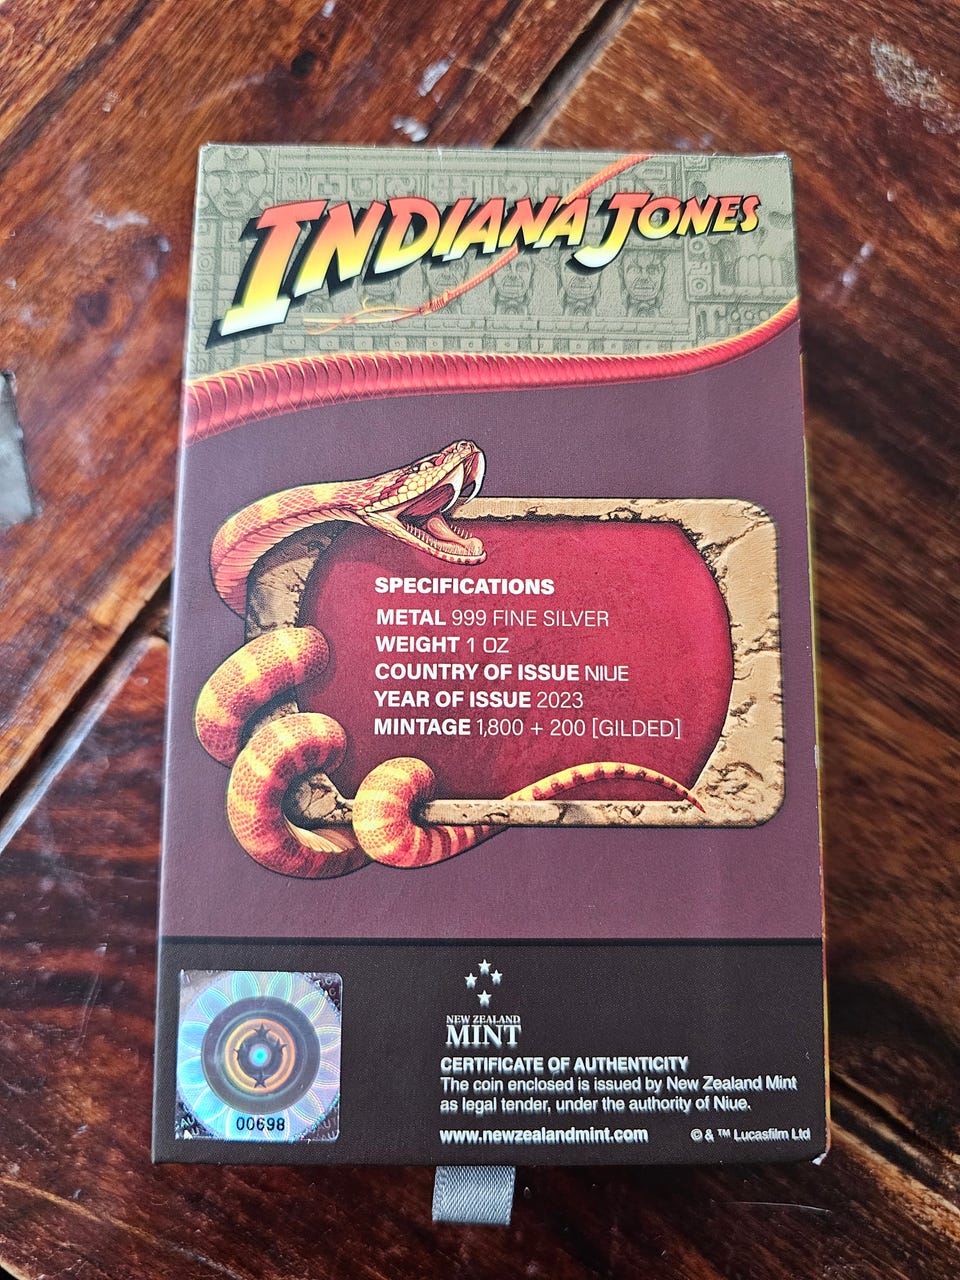 INDIANA JONES
SPECIFICATIONS
METAL 999 FINE SILVER
WEIGHT 1 OZ
COUNTRY OF ISSUE NIUE
YEAR OF ISSUE 2023
MINTAGE 1,800 + 200 [GILDED]
NEW ZEALAND
MINT
CERTIFICATE OF AUTHENTICITY
The coin enclosed is issued by New Zealand Mint
as legal tender, under the authority of Niue.
www.newzealandmint.com © & ™ Lucasfilm Ltd
00698